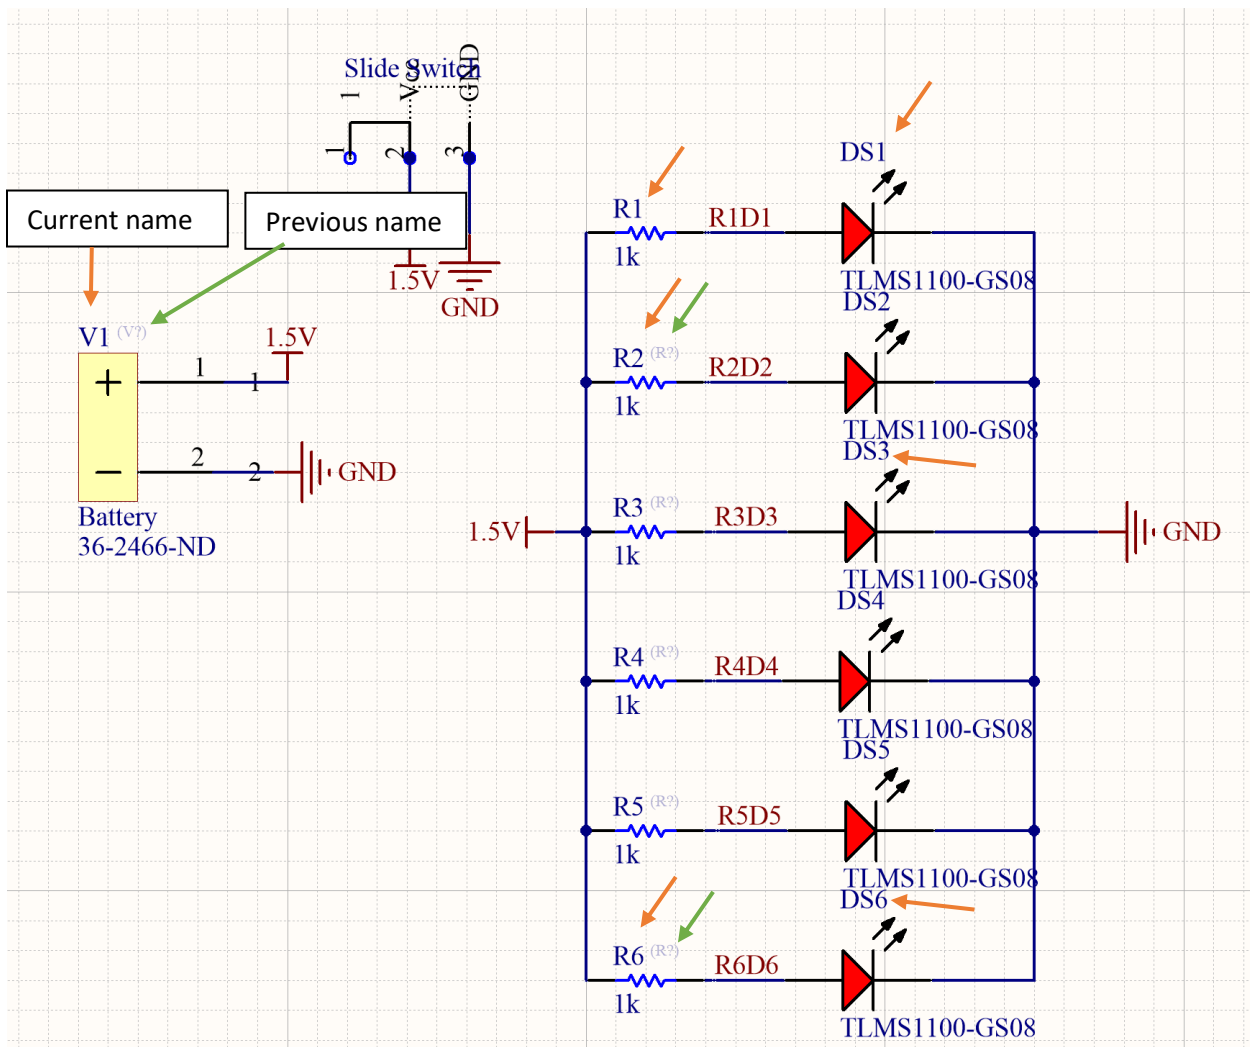 Slide Switch
1
Vcc
GND
1
2
3
Current name
Previous name
1.5V
GND
V1 (V?)
1.5V
1
1
2
2
GND
Battery
36-2466-ND
DS1
R1
R1D1
1k
TLMS1100-GS08
DS2
R2 (R?)
R2D2
1k
TLMS1100-GS08
DS3
R3 (R?)
R3D3
1.5V
GND
1k
TLMS1100-GS08
DS4
R4 (R?)
R4D4
1k
TLMS1100-GS08
DS5
R5 (R?)
R5D5
1k
TLMS1100-GS08
DS6
R6 (R?)
R6D6
1k
TLMS1100-GS08